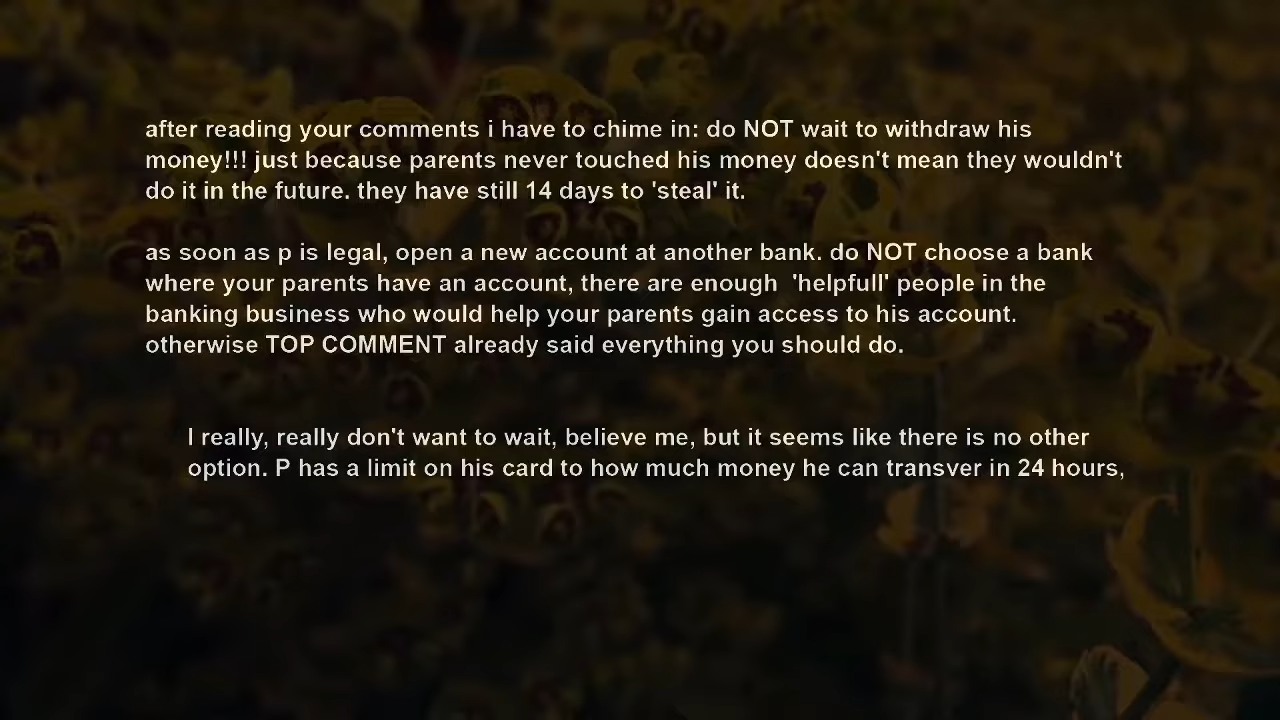 after reading your comments i have to chime in: do NOT wait to withdraw his
money!!! just because parents never touched his money doesn't mean they wouldn't
do it in the future. they have still 14 days to 'steal' it.
as soon as p is legal, open a new account at another bank. do NOT choose a bank
where your parents have an account, there are enough  'helpfull' people in the
banking business who would help your parents gain access to his account.
otherwise TOP COMMENT already said everything you should do.
I really, really don't want to wait, believe me, but it seems like there is no other
option. P has a limit on his card to how much money he can transver in 24 hours,